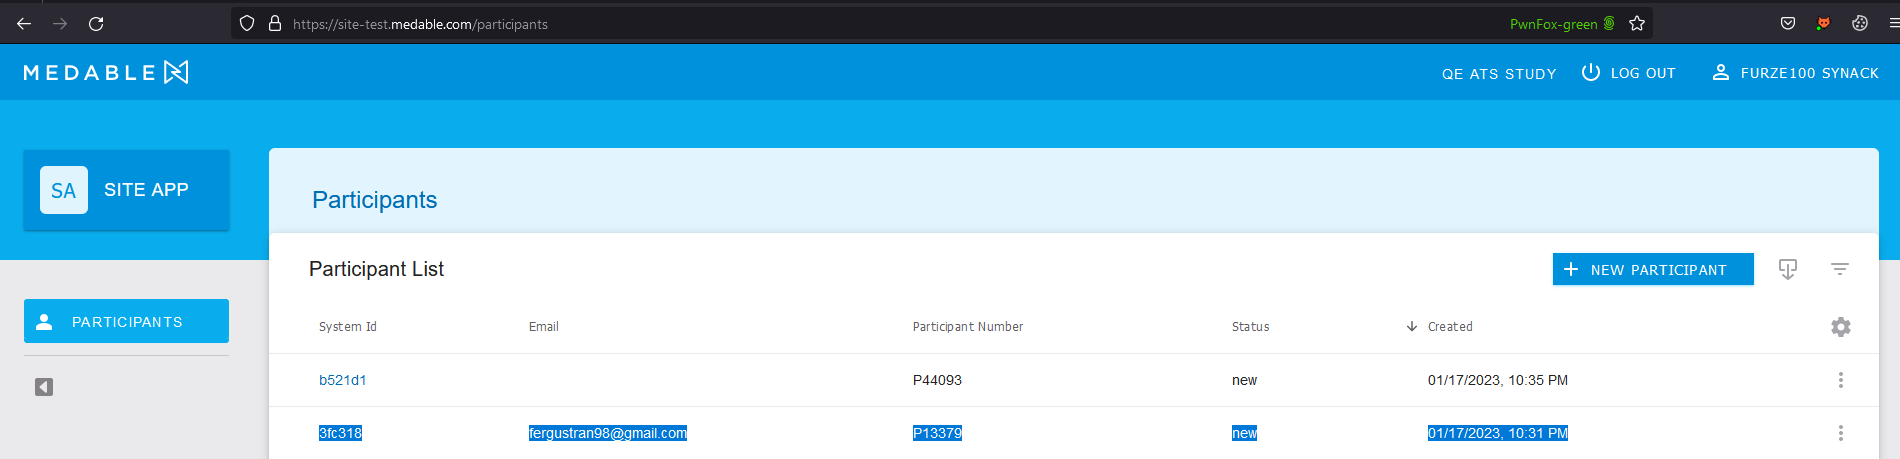 https://site-test.medable.com/participants PwnFox-green
MEDABLE QE ATS STUDY LOG OUT FURZE100 SYNACK
SA SITE APP
Participants
Participant List NEW PARTICIPANT
PARTICIPANTS
System Id Email Participant Number Status Created
b521d1 P44093 new 01/17/2023, 10:35 PM
3fc318 fergustran98@gmail.com P13379 new 01/17/2023, 10:31 PM